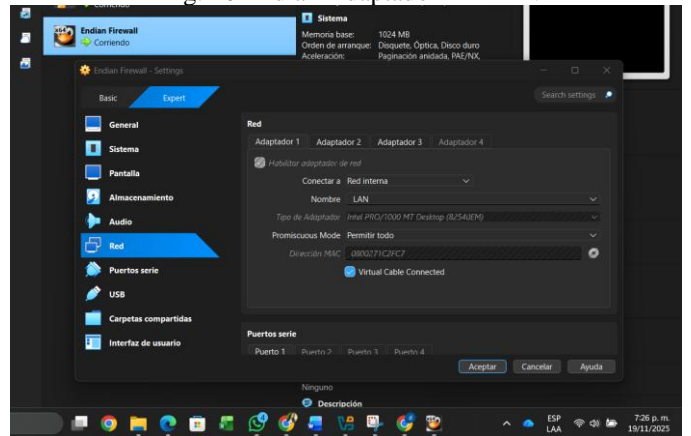 Sistema
Endian Firewall
Corriendo
Memoria base: 1024 MB
Orden de arranque: Disquete, Óptica, Disco duro
Aceleración: Paginación anidada, PAE/NX,
Endian Firewall - Settings
Basic Expert
Search settings
General
Sistema
Pantalla
Almacenamiento
Audio
Red
Puertos serie
USB
Carpetas compartidas
Interfaz de usuario
Red
Adaptador 1 Adaptador 2 Adaptador 3 Adaptador 4
Habilitar adaptador de red
Conectar a Red interna
Nombre LAN
Tipo de Adaptador Intel PRO/1000 MT Desktop (82540EM)
Promiscuous Mode Permitir todo
Dirección MAC 0800271C2FC7
Virtual Cable Connected
Puertos serie
Puerto 1 Puerto 2 Puerto 3 Puerto 4
Aceptar Cancelar Ayuda
Ninguno
Descripción
ESP
LAA
7:26 p. m.
19/11/2025